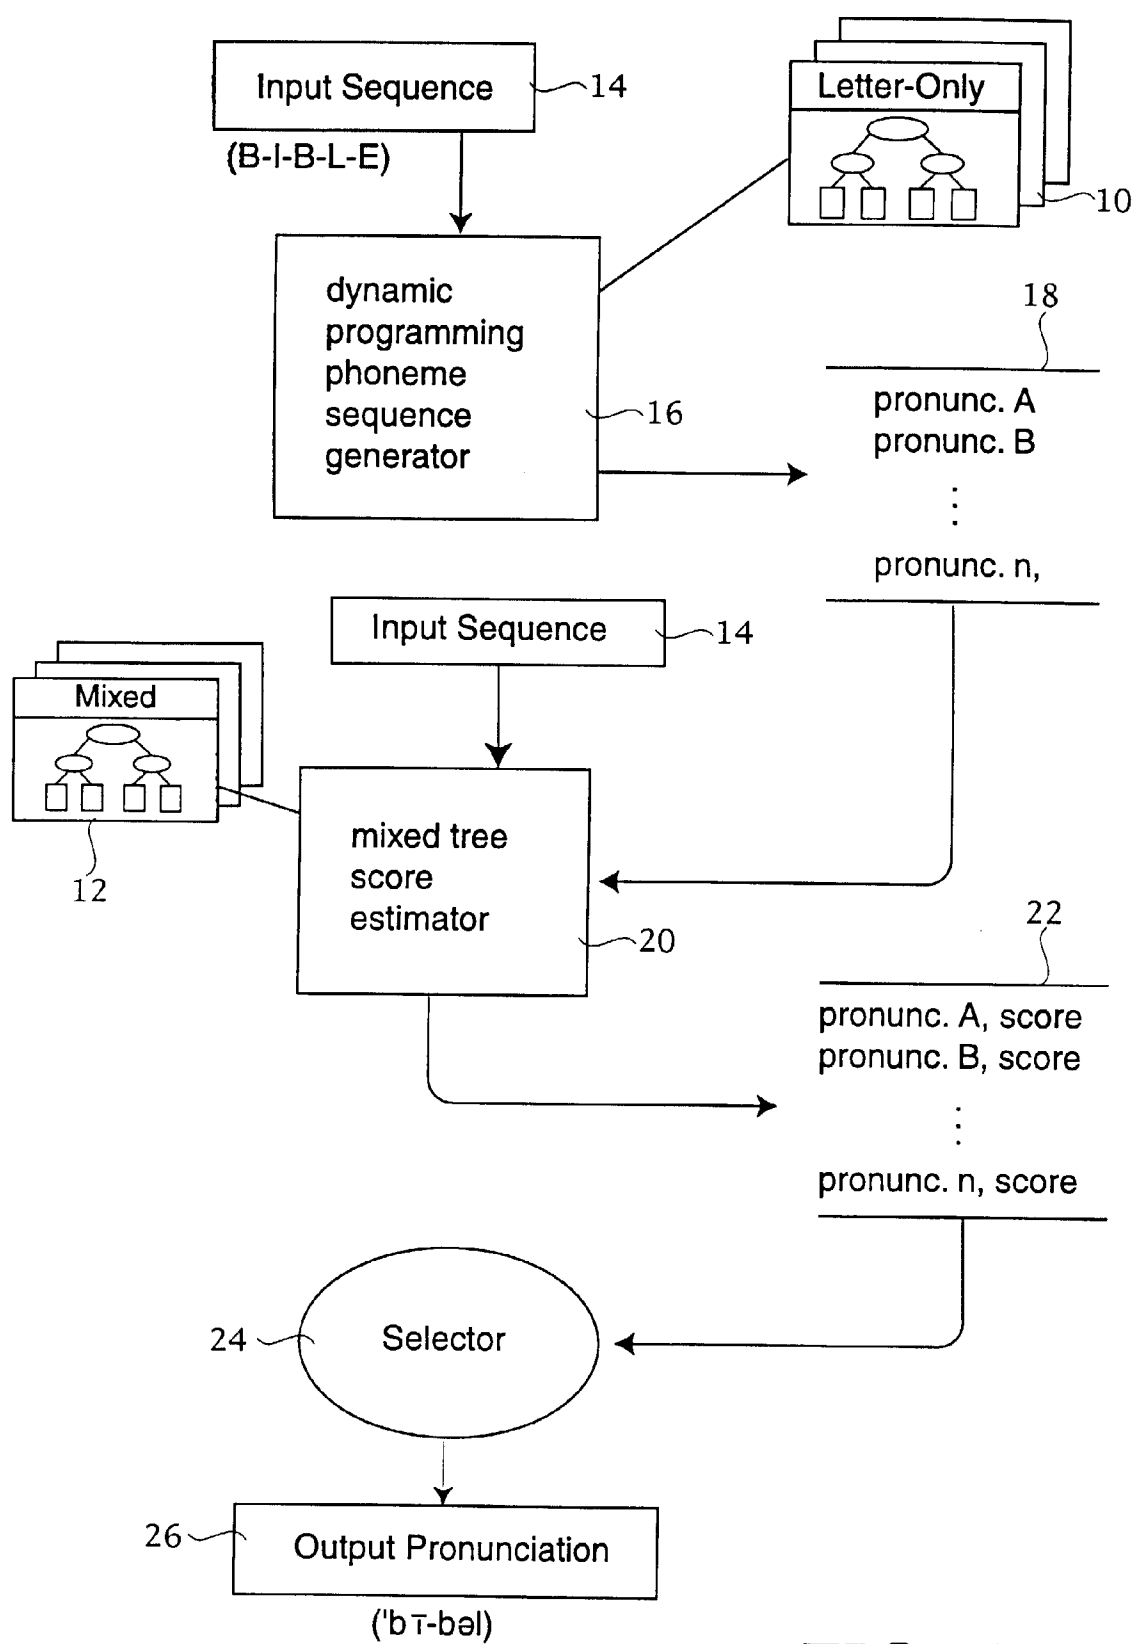 Input Sequence
14
(B-I-B-L-E)
Letter-Only
10
dynamic
programming
phoneme
sequence
generator
16
18
pronunc. A
pronunc. B
pronunc. n,
Input Sequence
14
Mixed
12
mixed tree
score
estimator
20
22
pronunc. A, score
pronunc. B, score
pronunc. n, score
24
Selector
26
Output Pronunciation
('bī-bəl)